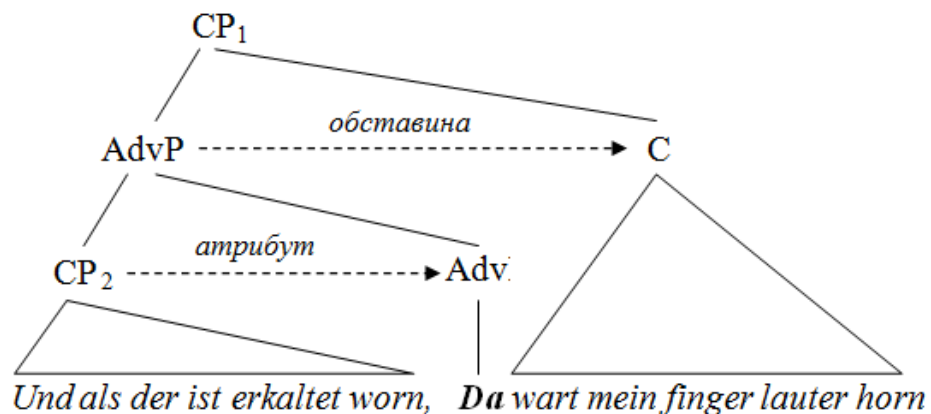 CP₁
обставина
AdvP C
атрибут
CP₂ Adv
Und als der ist erkaltet worn, Da wart mein finger lauter horn